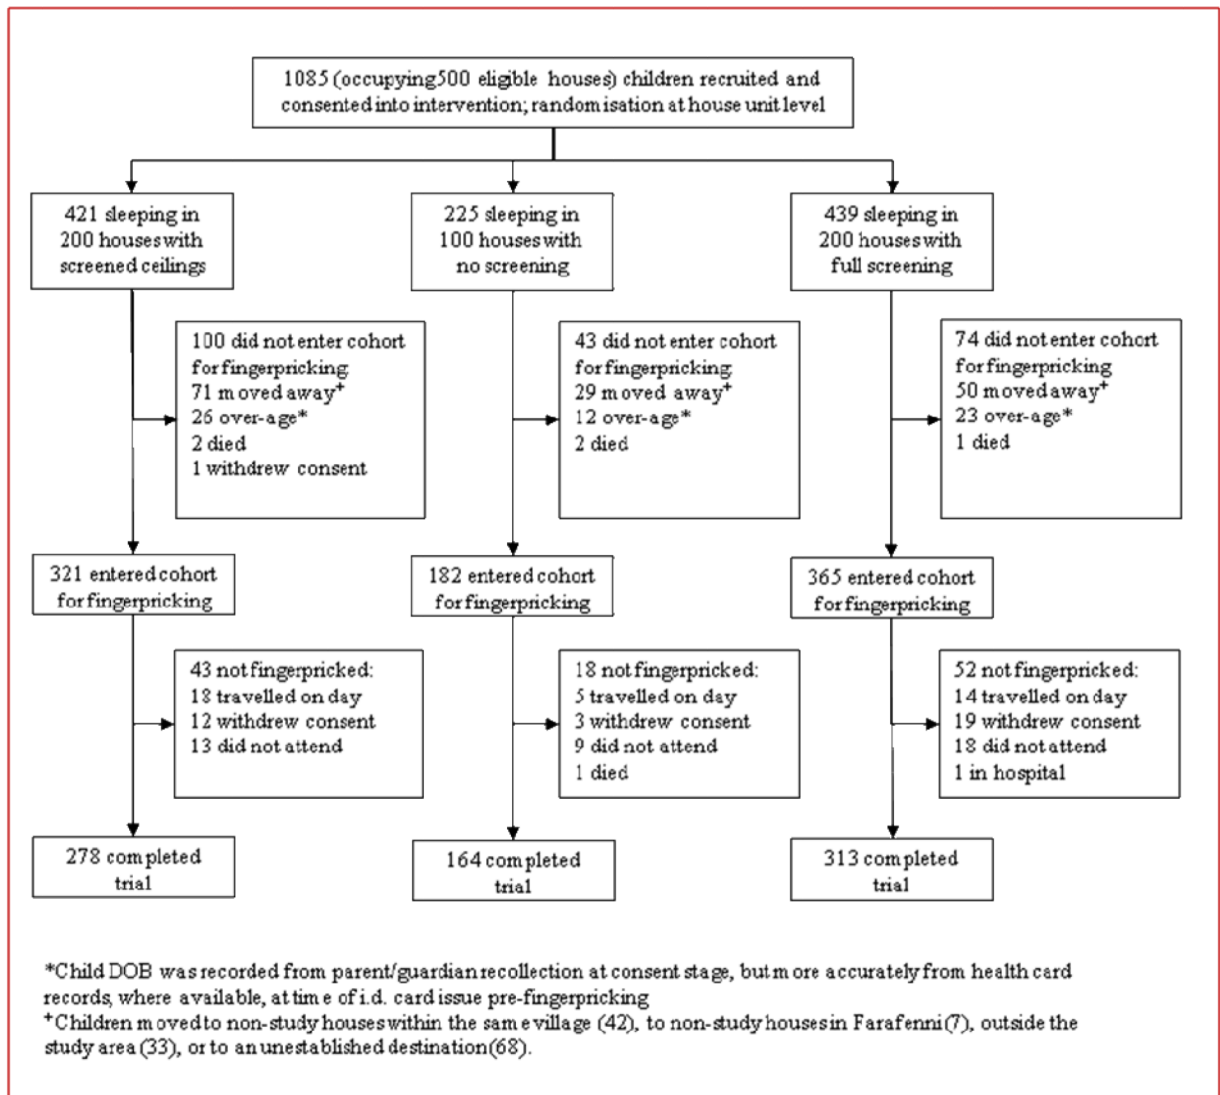 1085 (occupying 500 eligible houses) children recruited and
consented into intervention; randomisation at house unit level
421 sleeping in
200 houses with
screened ceilings
225 sleeping in
100 houses with
no screening
439 sleeping in
200 houses with
full screening
100 did not enter cohort
for fingerpricking
71 moved away+
26 over-age*
2 died
1 withdrew consent
43 did not enter cohort
for fingerpricking
29 moved away+
12 over-age*
2 died
74 did not enter cohort
for fingerpricking
50 moved away+
23 over-age*
1 died
321 entered cohort
for fingerpricking
182 entered cohort
for fingerpricking
365 entered cohort
for fingerpricking
43 not fingerpricked:
18 travelled on day
12 withdrew consent
13 did not attend
18 not fingerpricked:
5 travelled on day
3 withdrew consent
9 did not attend
1 died
52 not fingerpricked:
14 travelled on day
19 withdrew consent
18 did not attend
1 in hospital
278 completed
trial
164 completed
trial
313 completed
trial
*Child DOB was recorded from parent/guardian recollection at consent stage, but more accurately from health card
records, where available, at time of i.d. card issue pre-fingerpricking
+Children moved to non-study houses within the same village (42), to non-study houses in Farafenni (7), outside the
study area (33), or to an unestablished destination (68).